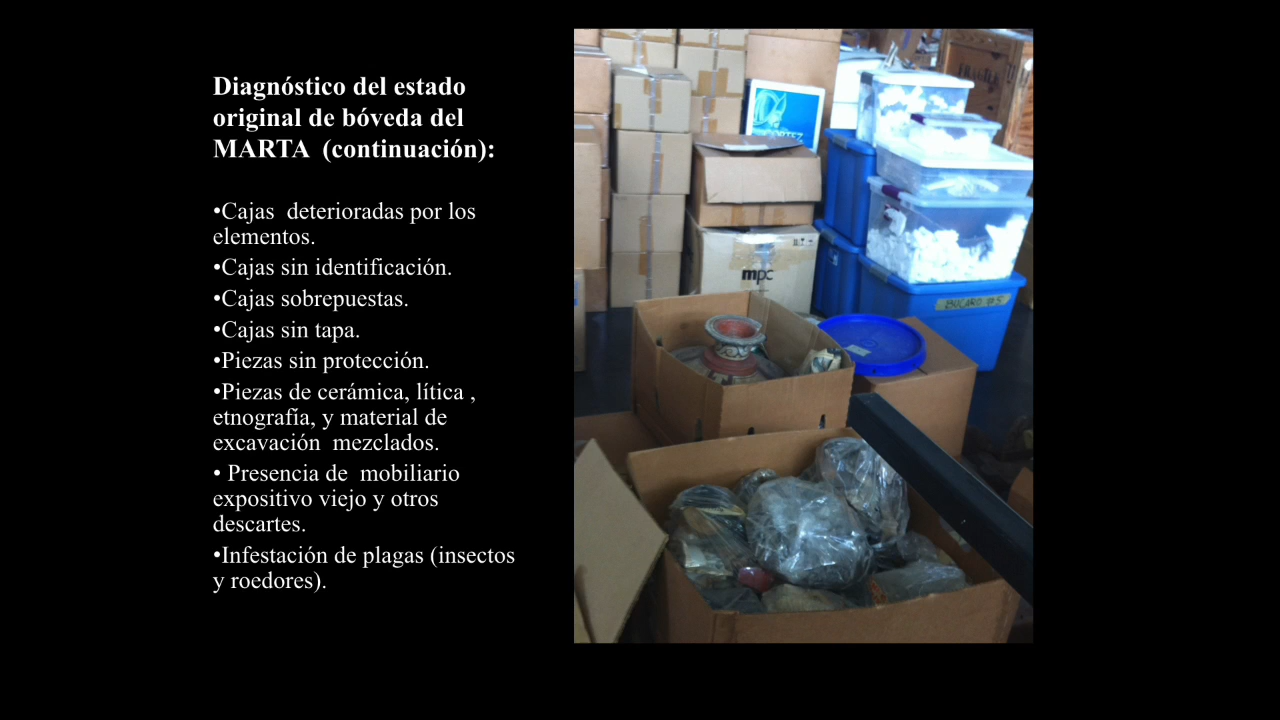 Diagnóstico del estado
original de bóveda del
MARTA  (continuación):
•Cajas  deterioradas por los
elementos.
•Cajas sin identificación.
•Cajas sobrepuestas.
•Cajas sin tapa.
•Piezas sin protección.
•Piezas de cerámica, lítica ,
etnografía, y material de
excavación  mezclados.
• Presencia de  mobiliario
expositivo viejo y otros
descartes.
•Infestación de plagas (insectos
y roedores).
mpc